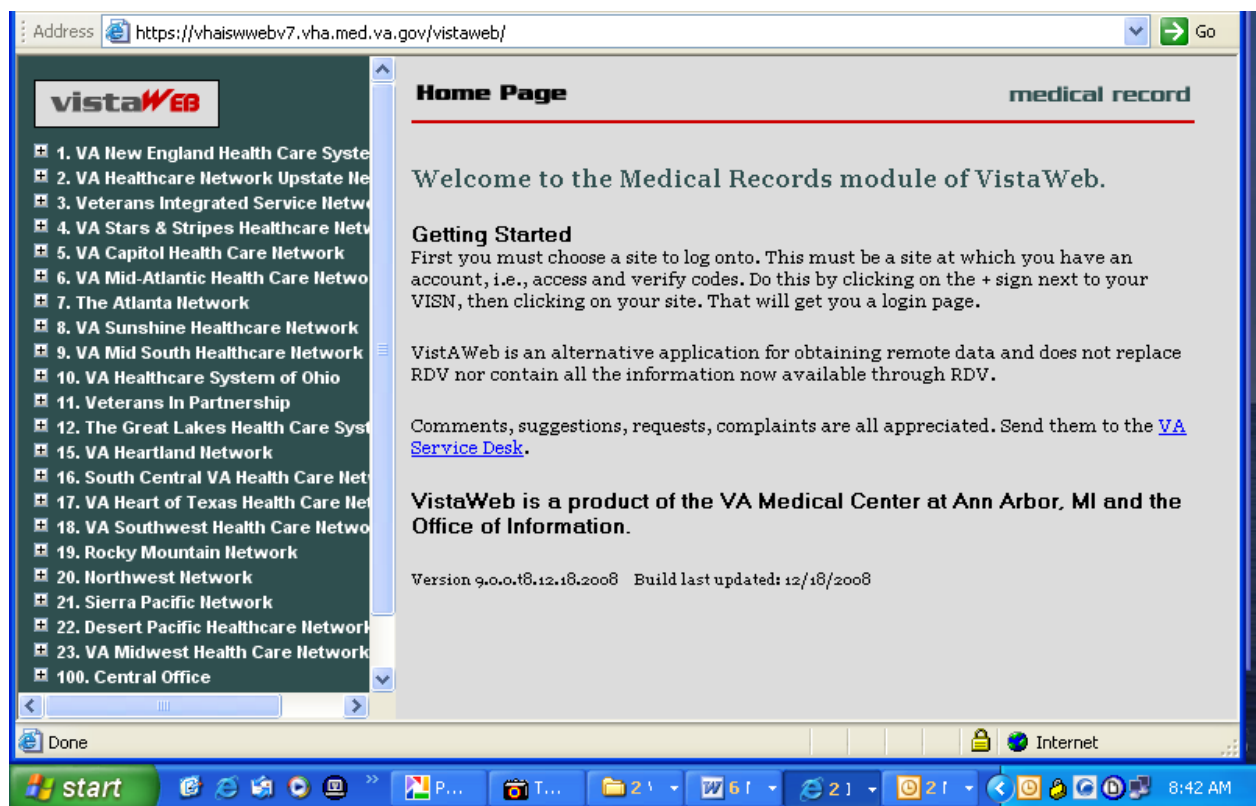 Address https://vhaiswwebv7.vha.med.va.gov/vistaweb/ Go
vistaWEB
1. VA New England Health Care Syste
2. VA Healthcare Network Upstate Ne
3. Veterans Integrated Service Netw
4. VA Stars & Stripes Healthcare Netw
5. VA Capitol Health Care Network
6. VA Mid-Atlantic Health Care Netwo
7. The Atlanta Network
8. VA Sunshine Healthcare Network
9. VA Mid South Healthcare Network
10. VA Healthcare System of Ohio
11. Veterans In Partnership
12. The Great Lakes Health Care Syst
15. VA Heartland Network
16. South Central VA Health Care Net
17. VA Heart of Texas Health Care Net
18. VA Southwest Health Care Netwo
19. Rocky Mountain Network
20. Northwest Network
21. Sierra Pacific Network
22. Desert Pacific Healthcare Network
23. VA Midwest Health Care Network
100. Central Office
Home Page medical record
Welcome to the Medical Records module of VistaWeb.
Getting Started
First you must choose a site to log onto. This must be a site at which you have an
account, i.e., access and verify codes. Do this by clicking on the + sign next to your
VISN, then clicking on your site. That will get you a login page.
VistAWeb is an alternative application for obtaining remote data and does not replace
RDV nor contain all the information now available through RDV.
Comments, suggestions, requests, complaints are all appreciated. Send them to the VA
Service Desk.
VistaWeb is a product of the VA Medical Center at Ann Arbor, MI and the
Office of Information.
Version 9.0.0.t8.12.18.2008 Build last updated: 12/18/2008
Done Internet
start P... T... 8:42 AM